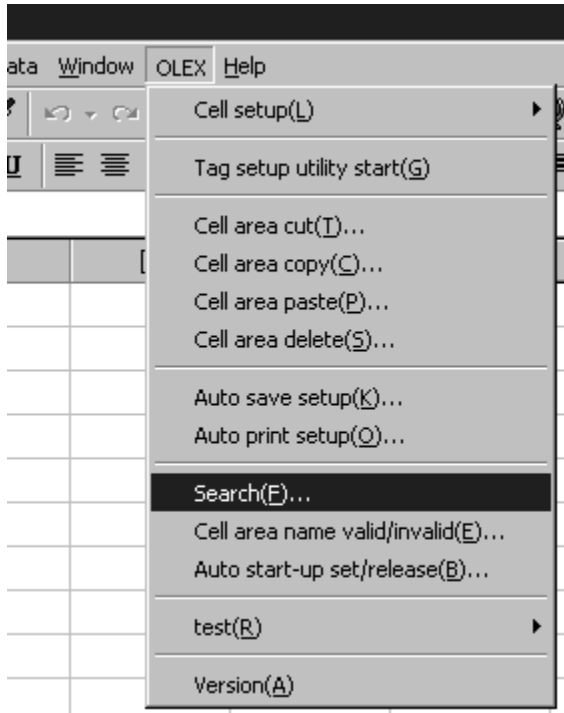 ata Window OLEX Help
U
Cell setup(L)
Tag setup utility start(G)
Cell area cut(T)...
Cell area copy(C)...
Cell area paste(P)...
Cell area delete(S)...
Auto save setup(K)...
Auto print setup(O)...
Search(F)...
Cell area name valid/invalid(E)...
Auto start-up set/release(B)...
test(R)
Version(A)